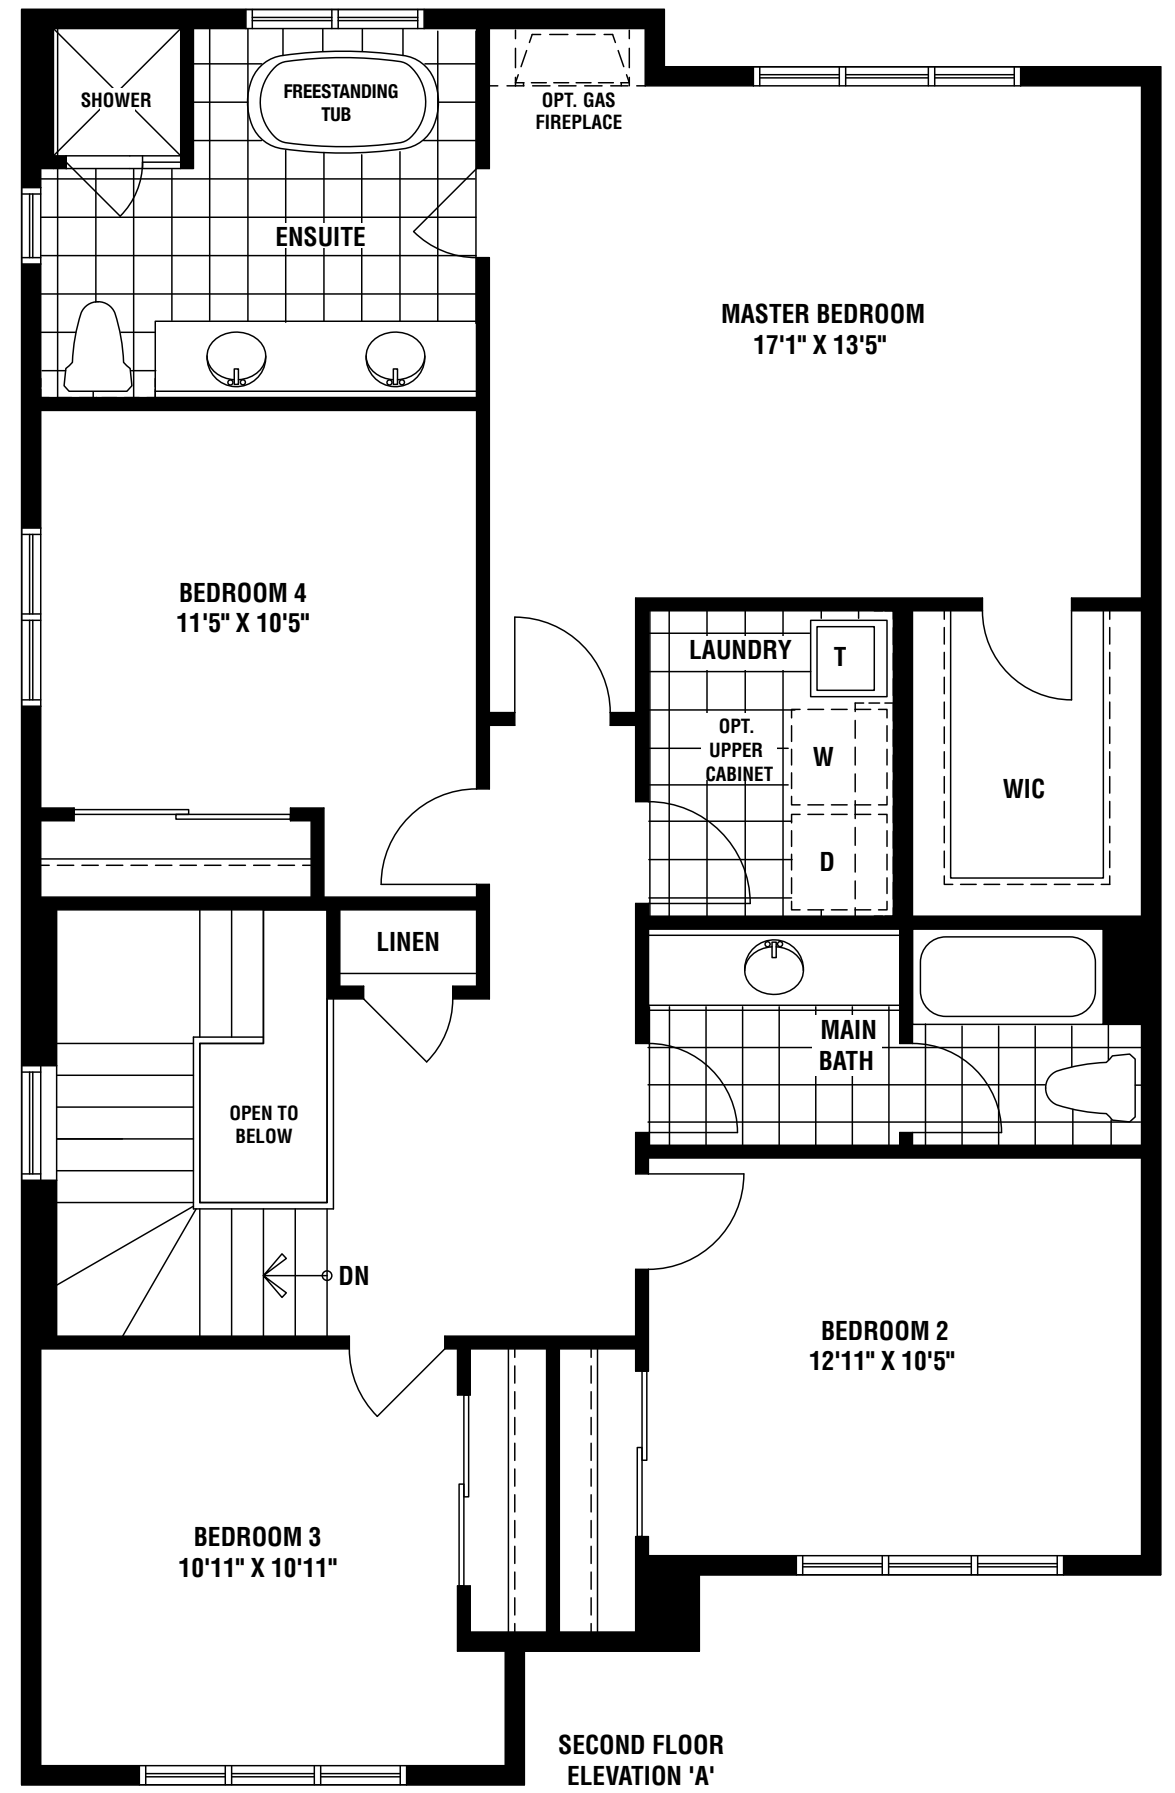 SHOWER
FREESTANDING
TUB
OPT. GAS
FIREPLACE
ENSUITE
MASTER BEDROOM
17'1" X 13'5"
BEDROOM 4
11'5" X 10'5"
LAUNDRY
T
OPT.
UPPER
CABINET
W
D
WIC
LINEN
MAIN
BATH
OPEN TO
BELOW
DN
BEDROOM 2
12'11" X 10'5"
BEDROOM 3
10'11" X 10'11"
SECOND FLOOR
ELEVATION 'A'